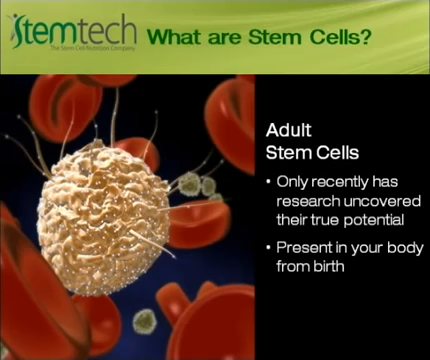 Stemtech
The Stem Cell Nutrition Company
What are Stem Cells?
Adult
Stem Cells
• Only recently has
research uncovered
their true potential
• Present in your body
from birth